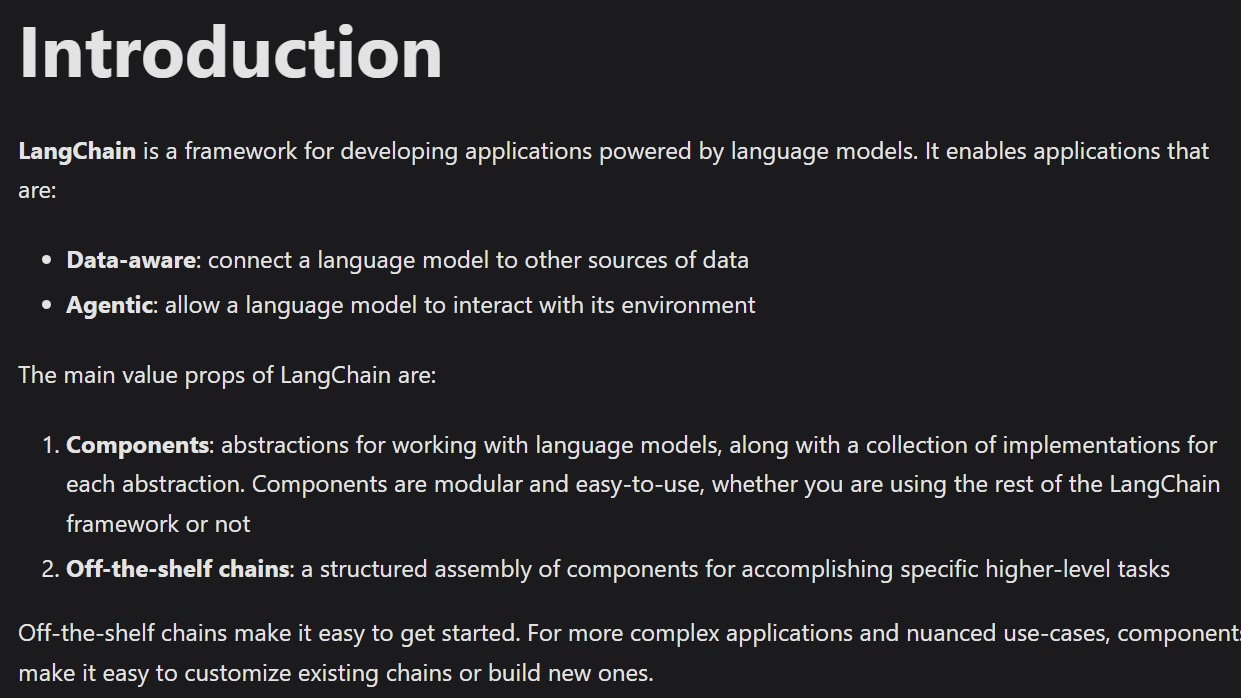 Introduction
LangChain is a framework for developing applications powered by language models. It enables applications that
are:
• Data-aware: connect a language model to other sources of data
• Agentic: allow a language model to interact with its environment
The main value props of LangChain are:
1. Components: abstractions for working with language models, along with a collection of implementations for
each abstraction. Components are modular and easy-to-use, whether you are using the rest of the LangChain
framework or not
2. Off-the-shelf chains: a structured assembly of components for accomplishing specific higher-level tasks
Off-the-shelf chains make it easy to get started. For more complex applications and nuanced use-cases, components
make it easy to customize existing chains or build new ones.